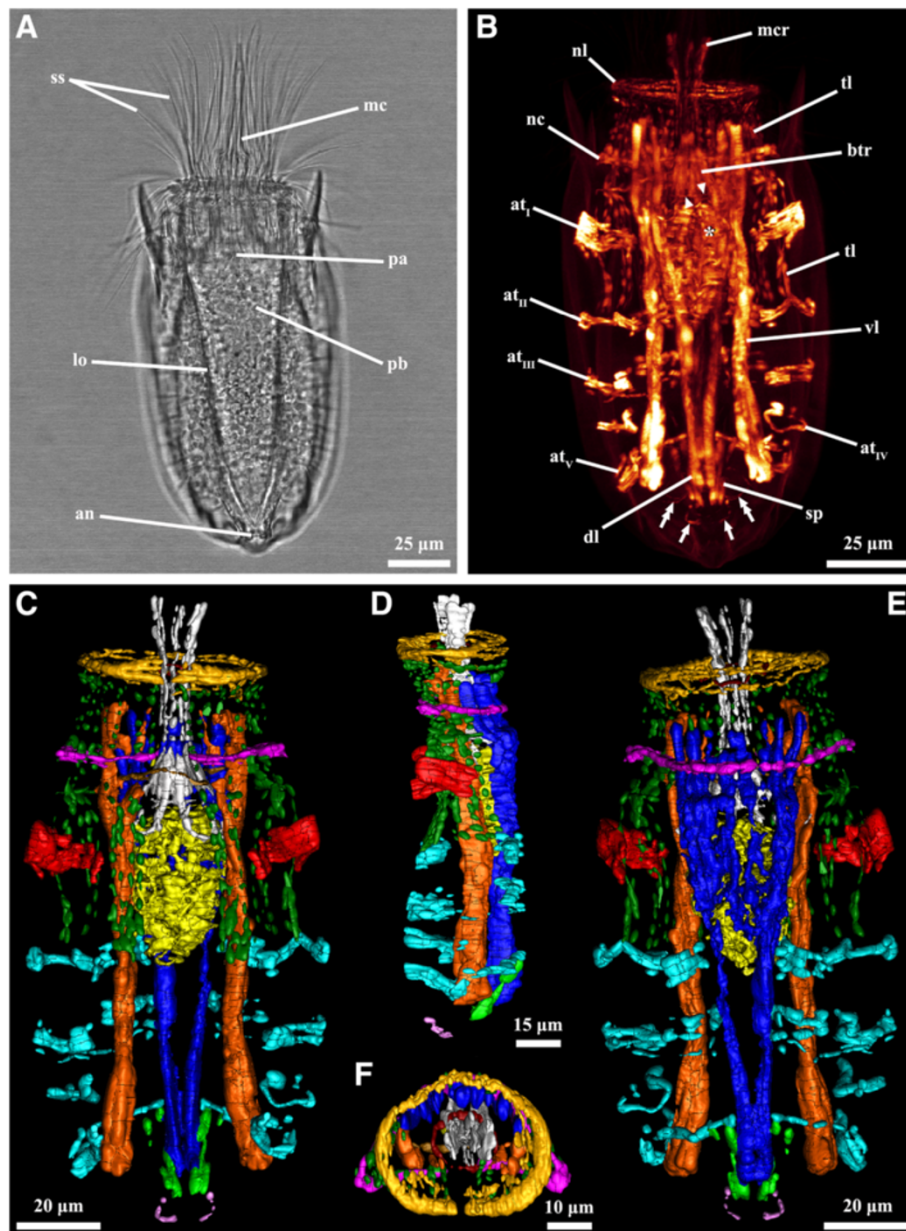 A
ss
mc
pa
pb
lo
an
25 µm
B
mcr
nl
tl
nc
btr
atI
*
tl
atII
vl
atIII
atIV
atV
dl
sp
25 µm
C
20 µm
D
15 µm
E
20 µm
F
10 µm